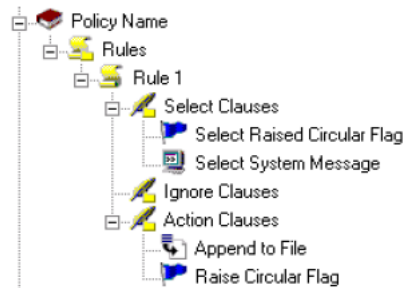 Policy Name
Rules
Rule 1
Select Clauses
Select Raised Circular Flag
Select System Message
Ignore Clauses
Action Clauses
Append to File
Raise Circular Flag